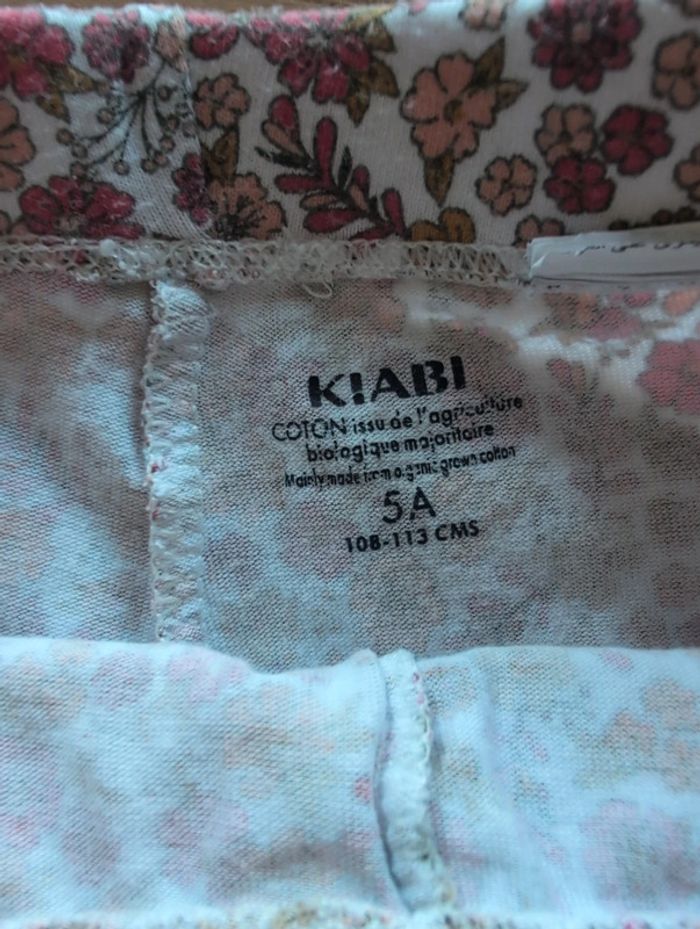 KIABI
COTON issu de l'agriculture
biologique majoritaire
Mainly made from organic grown cotton
5A
108-113 CMS